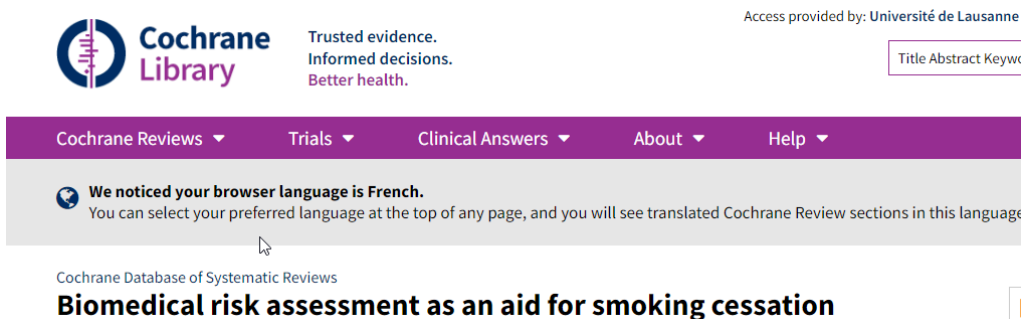 Access provided by: Université de Lausanne
Cochrane
Library
Trusted evidence.
Informed decisions.
Better health.
Title Abstract
Cochrane Reviews
Trials
Clinical Answers
About
Help
We noticed your browser language is French.
You can select your preferred language at the top of any page, and you will see translated Cochrane Review sections in this language
Cochrane Database of Systematic Reviews
Biomedical risk assessment as an aid for smoking cessation